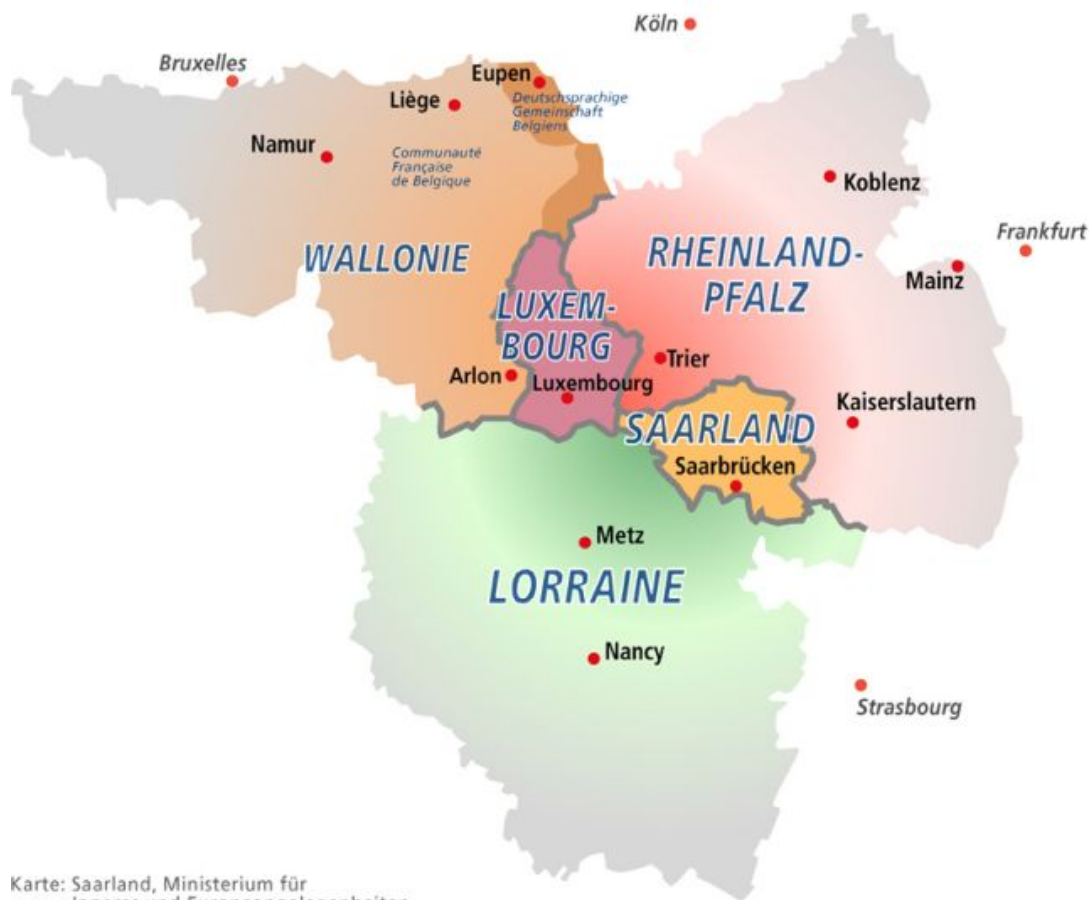 Köln
Bruxelles
Eupen
Liège
Deutschsprachige
Gemeinschaft
Belgiens
Namur
Communauté
Française
de Belgique
Koblenz
Frankfurt
WALLONIE
RHEINLAND-
PFALZ
Mainz
LUXEM-
BOURG
Trier
Arlon
Luxembourg
Kaiserslautern
SAARLAND
Saarbrücken
Metz
LORRAINE
Nancy
Strasbourg
Karte: Saarland, Ministerium für